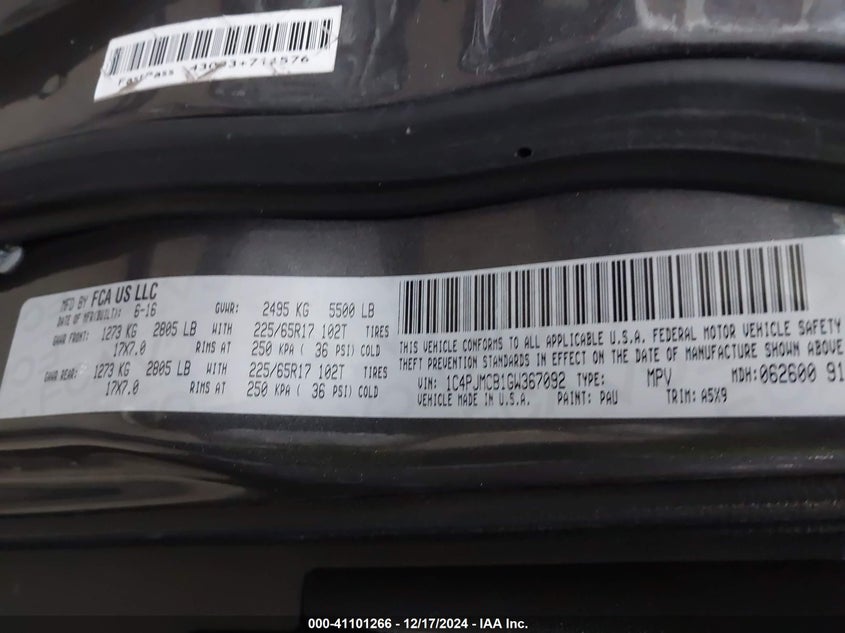 FastPass 43093+712576
MFD BY FCA US LLC
DATE OF MFR(BUILT): 6-16 GVWR: 2495 KG 5500 LB
GAWR FRONT: 1273 KG 2805 LB WITH 225/65R17 102T TIRES
17X7.0 RIMS AT 250 KPA ( 36 PSI) COLD
GAWR REAR: 1273 KG 2805 LB WITH 225/65R17 102T TIRES
17X7.0 RIMS AT 250 KPA ( 36 PSI) COLD
THIS VEHICLE CONFORMS TO ALL APPLICABLE U.S.A. FEDERAL MOTOR VEHICLE SAFETY
THEFT PREVENTION STANDARDS IN EFFECT ON THE DATE OF MANUFACTURE SHOWN ABOVE
VIN: 1C4PJMCB1GW367092 TYPE: MPV MDH: 062600 91
VEHICLE MADE IN U.S.A. PAINT: PAU TRIM: A5X9
000-41101266 - 12/17/2024 - IAA Inc.